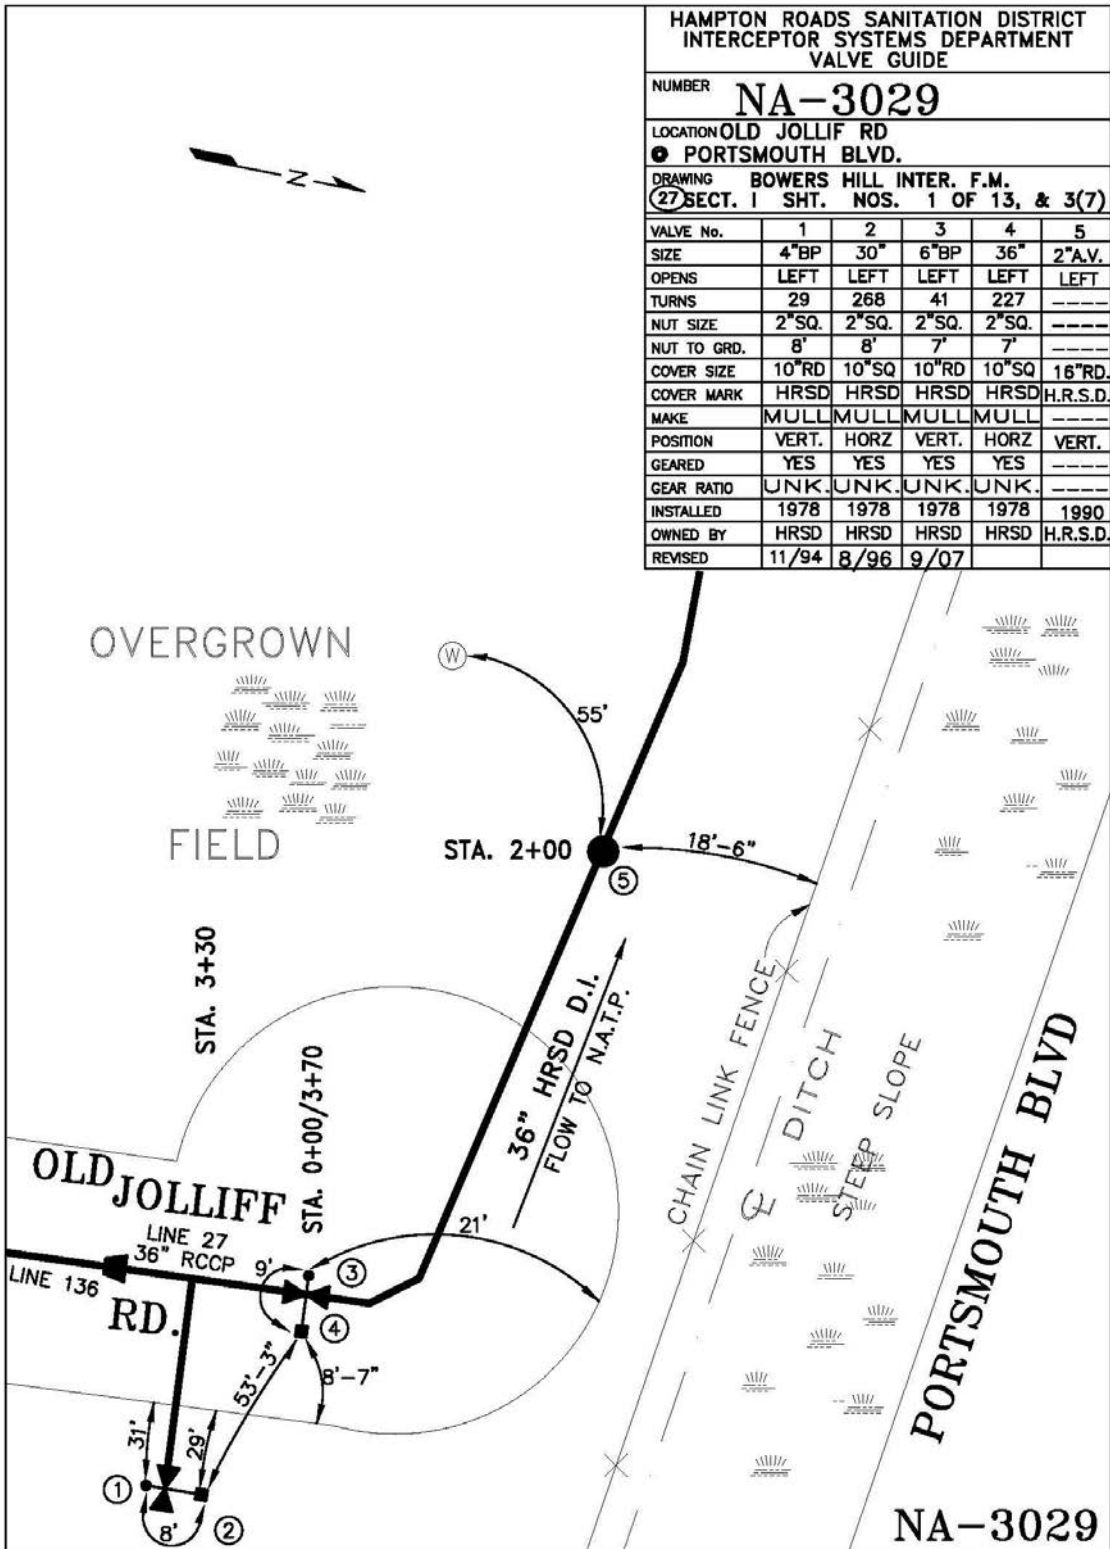 HAMPTON ROADS SANITATION DISTRICT
INTERCEPTOR SYSTEMS DEPARTMENT
VALVE GUIDE
NUMBER NA-3029
LOCATION OLD JOLLIF RD
@ PORTSMOUTH BLVD.
DRAWING BOWERS HILL INTER. F.M.
27 SECT. I SHT. NOS. 1 OF 13, & 3(7)
VALVE No. 1 2 3 4 5
SIZE 4"BP 30" 6"BP 36" 2"A.V.
OPENS LEFT LEFT LEFT LEFT LEFT
TURNS 29 268 41 227 ----
NUT SIZE 2"SQ. 2"SQ. 2"SQ. 2"SQ. ----
NUT TO GRD. 8' 8' 7' 7' ----
COVER SIZE 10"RD 10"SQ 10"RD 10"SQ 16"RD.
COVER MARK HRSD HRSD HRSD HRSD H.R.S.D.
MAKE MULL MULL MULL MULL ----
POSITION VERT. HORZ VERT. HORZ VERT.
GEARED YES YES YES YES ----
GEAR RATIO UNK. UNK. UNK. UNK. ----
INSTALLED 1978 1978 1978 1978 1990
OWNED BY HRSD HRSD HRSD HRSD H.R.S.D.
REVISED 11/94 8/96 9/07
N
OVERGROWN
FIELD
W
55'
STA. 2+00
5
18'-6"
STA. 3+30
STA. 0+00/3+70
36" HRSD D.I.
FLOW TO N.A.T.P.
CHAIN LINK FENCE
℄ DITCH
STEEP SLOPE
PORTSMOUTH BLVD
OLD JOLLIFF
RD.
LINE 27
36" RCCP
LINE 136
21'
9'
3
4
53'-3"
8'-7"
31'
29'
1
8'
2
NA-3029